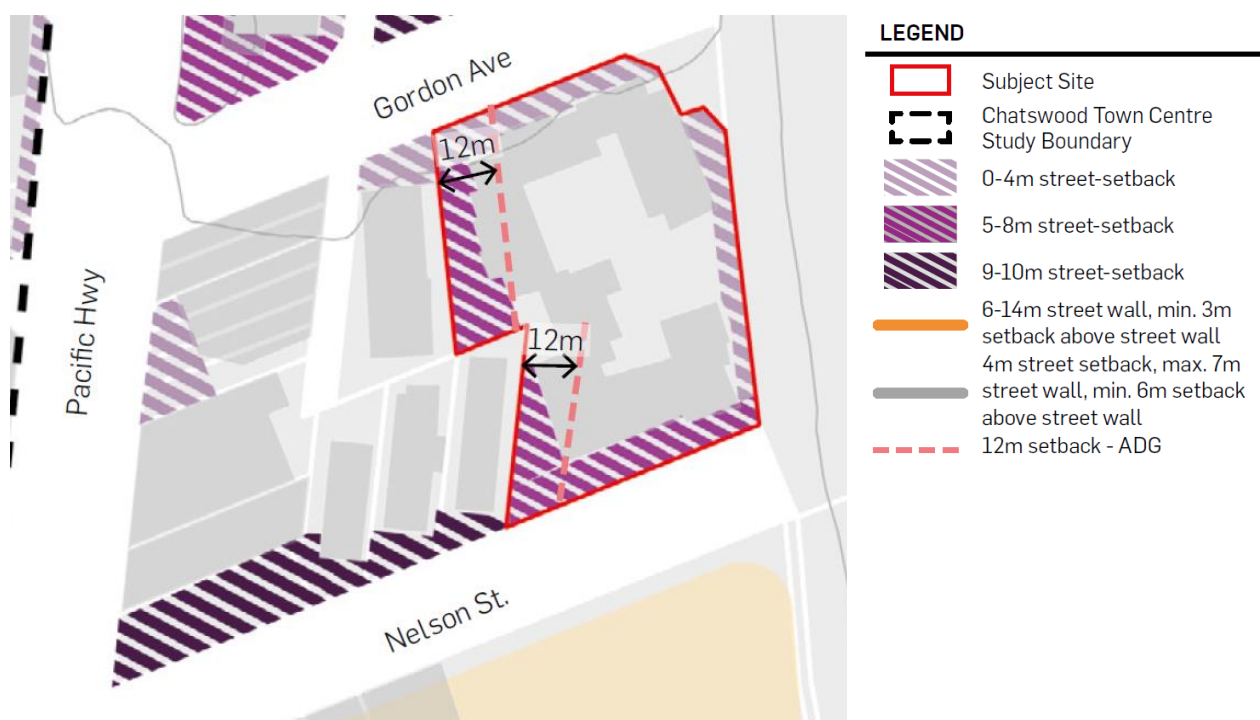 Gordon Ave
12m
12m
Pacific Hwy
Nelson St.
LEGEND
Subject Site
Chatswood Town Centre
Study Boundary
0-4m street-setback
5-8m street-setback
9-10m street-setback
6-14m street wall, min. 3m
setback above street wall
4m street setback, max. 7m
street wall, min. 6m setback
above street wall
12m setback - ADG